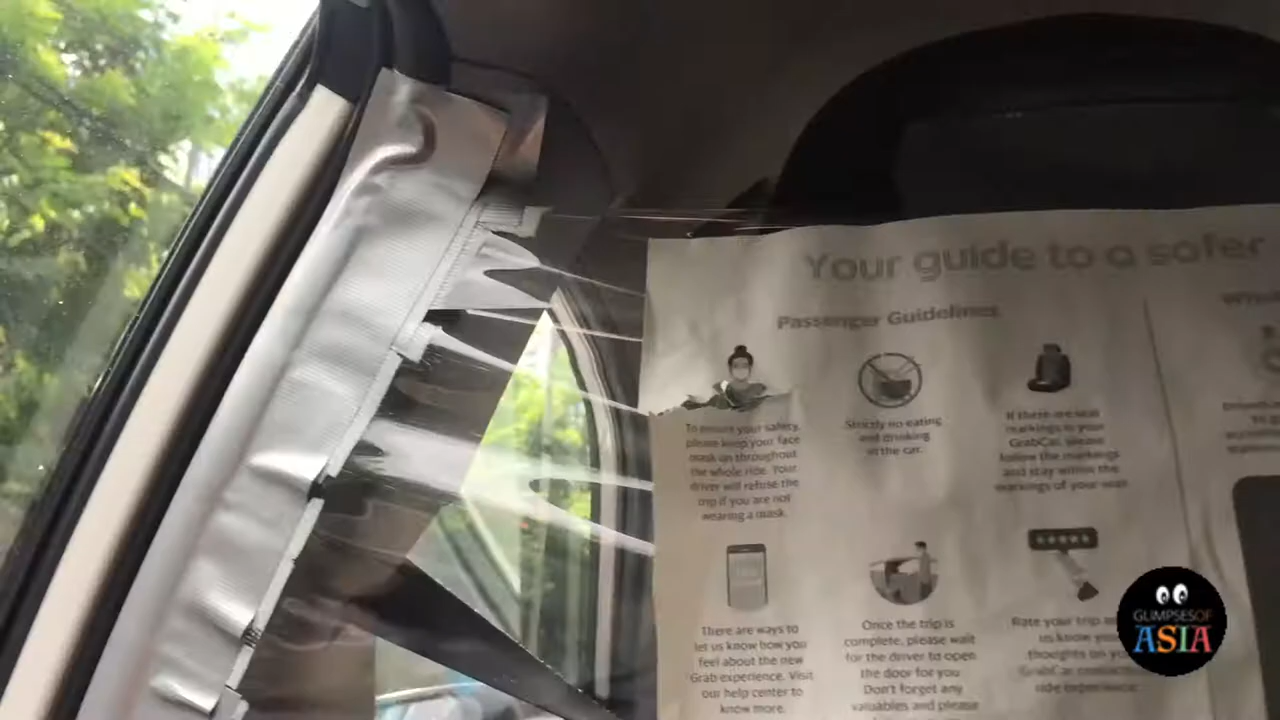 Your guide to a safer
Passenger Guidelines
To ensure your safety,
please keep your face
mask on throughout
the whole ride. Your
driver will refuse the
trip if you are not
wearing a mask.
Strictly no eating
and drinking
in the car.
If there are seat
markings in your
GrabCar, please
follow the markings
and stay within the
markings of your seat.
There are ways to
let us know how you
feel about the new
Grab experience. Visit
our help center to
know more.
Once the trip is
complete, please wait
for the driver to open
the door for you
Don't forget any
valuables and please
Rate your trip
us know your
thoughts on
GrabCar
ride experience.
GLIMPSES OF
ASIA